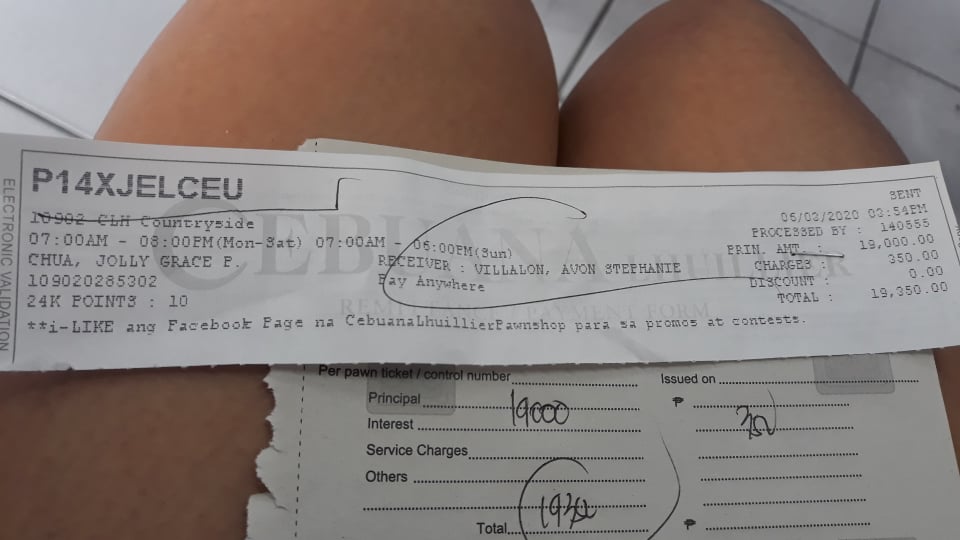 ELECTRONIC VALIDATION
P14XJELCEU
10902 CLH Countryside
07:00AM - 08:00PM(Mon-Sat) 07:00AM - 06:00PM(Sun)
CHUA, JOLLY GRACE P.
109020285302
24K POINTS : 10
RECEIVER : VILLALON, AVON STEPHANIE
Pay Anywhere
SENT
05/02/2020 03:54PM
PROCESSED BY : 140555
PRIN. AMT. : 19,000.00
CHARGES : 350.00
DISCOUNT : 0.00
TOTAL : 19,350.00
**i-LIKE ang Facebook Page na CebuanaLhuillierPawnshop para sa promos at contests.
CEBUANA LHUILLIER
REMITTANCE / PAYMENT FORM
Per pawn ticket / control number
Issued on
Principal 19000 ₱
Interest
Service Charges
Others
Total ₱